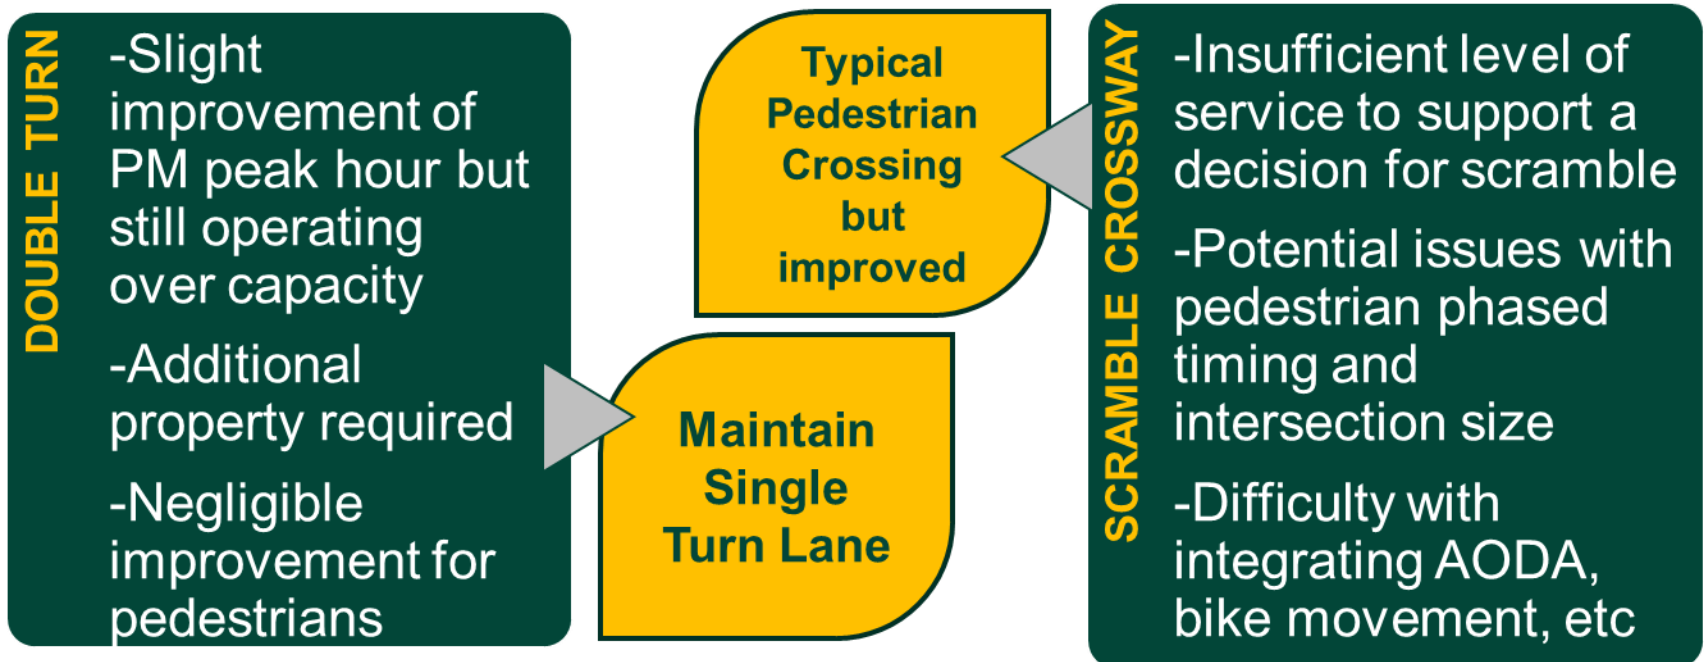 DOUBLE TURN
-Slight
improvement of
PM peak hour but
still operating
over capacity
-Additional
property required
-Negligible
improvement for
pedestrians
Maintain
Single
Turn Lane
Typical
Pedestrian
Crossing
but
improved
SCRAMBLE CROSSWAY
-Insufficient level of
service to support a
decision for scramble
-Potential issues with
pedestrian phased
timing and
intersection size
-Difficulty with
integrating AODA,
bike movement, etc